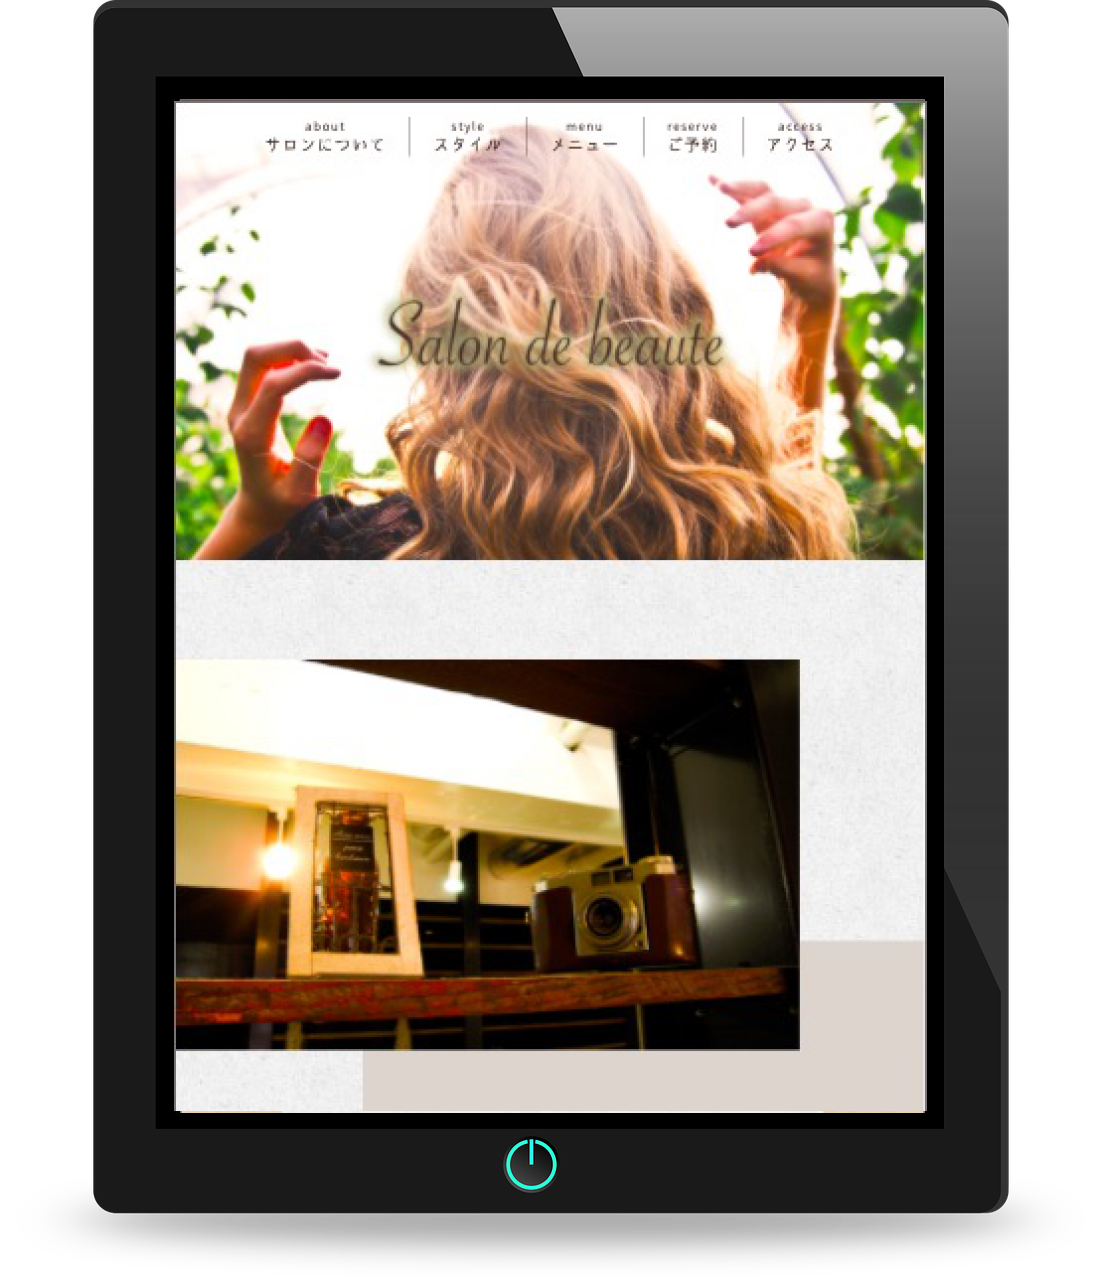 about
サロンについて
style
スタイル
menu
メニュー
reserve
ご予約
access
アクセス
Salon de beaute